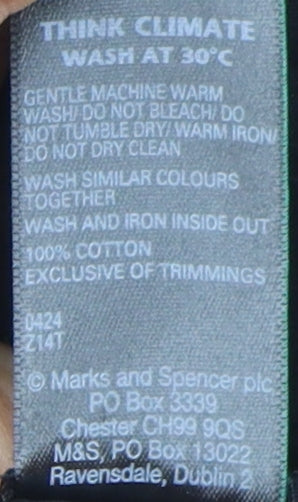 THINK CLIMATE
WASH AT 30°C
GENTLE MACHINE WARM
WASH/ DO NOT BLEACH/ DO
NOT TUMBLE DRY/ WARM IRON/
DO NOT DRY CLEAN
WASH SIMILAR COLOURS
TOGETHER
WASH AND IRON INSIDE OUT
100% COTTON
EXCLUSIVE OF TRIMMINGS
0424
Z14T
© Marks and Spencer plc
PO Box 3339
Chester CH99 9QS
M&S, PO Box 13022
Ravensdale, Dublin 2